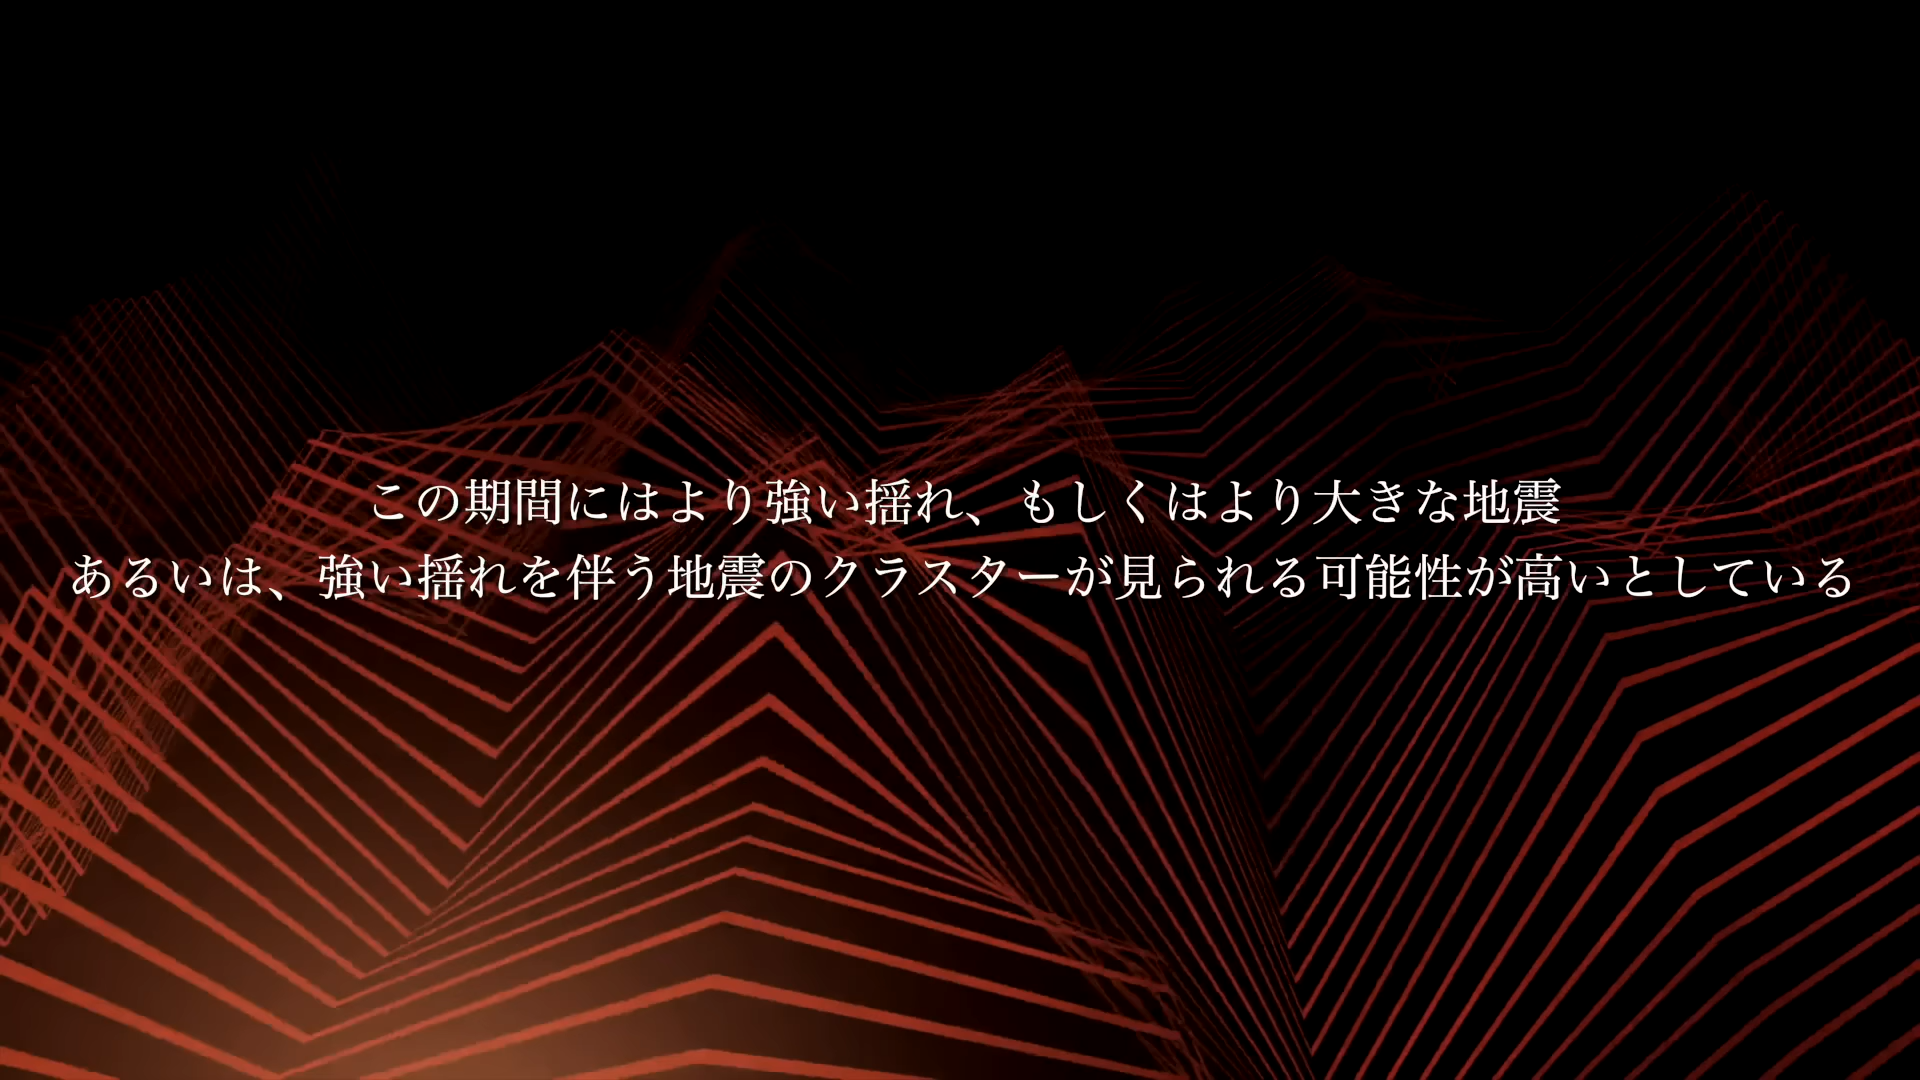 この期間にはより強い揺れ、もしくはより大きな地震
あるいは、強い揺れを伴う地震のクラスターが見られる可能性が高いとしている